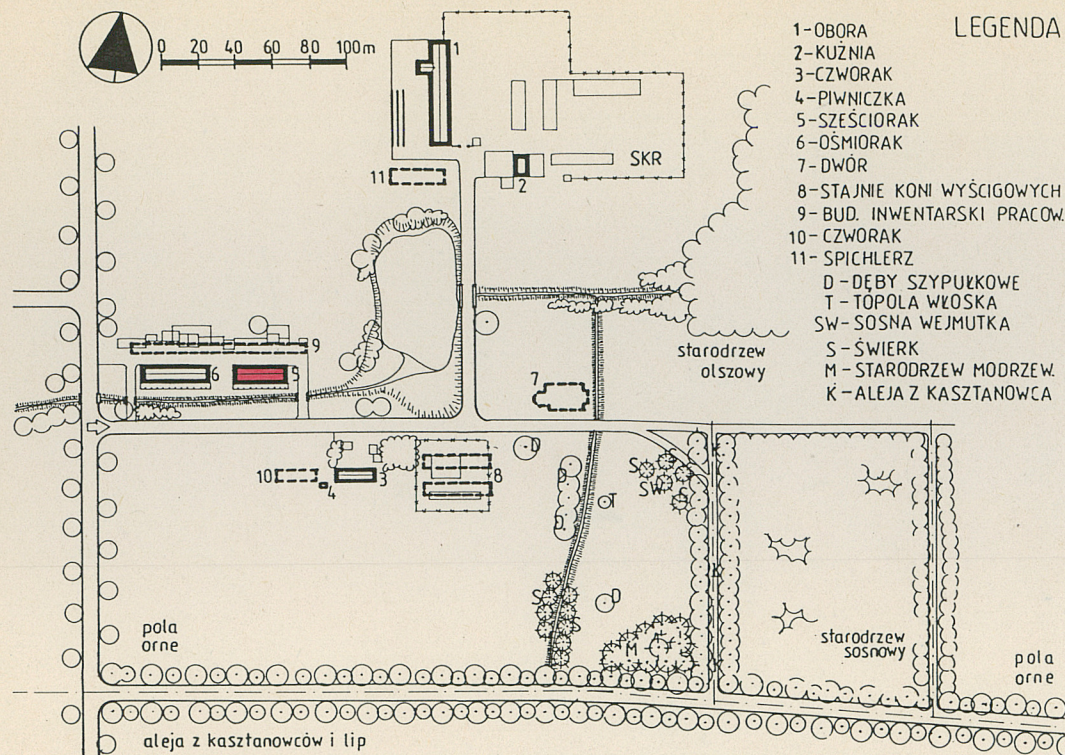 LEGENDA
0 20 40 60 80 100m
1-OBORA
2-KUŹNIA
3-CZWORAK
4-PIWNICZKA
5-SZEŚCIORAK
6-OŚMIORAK
7-DWÓR
8-STAJNIE KONI WYŚCIGOWYCH
9-BUD. INWENTARSKI PRACOW.
10-CZWORAK
11-SPICHLERZ
D-DĘBY SZYPUŁKOWE
T-TOPOLA WŁOSKA
SW-SOSNA WEJMUTKA
S-ŚWIERK
M-STARODRZEW MODRZEW.
K-ALEJA Z KASZTANOWCA
1
SKR
11
2
9
starodrzew
olszowy
6
5
7
D
10
4
3
8
S
SW
D
T
D
S
D
S
M
pola
orne
starodrzew
sosnowy
pola
orne
aleja z kasztanowców i lip